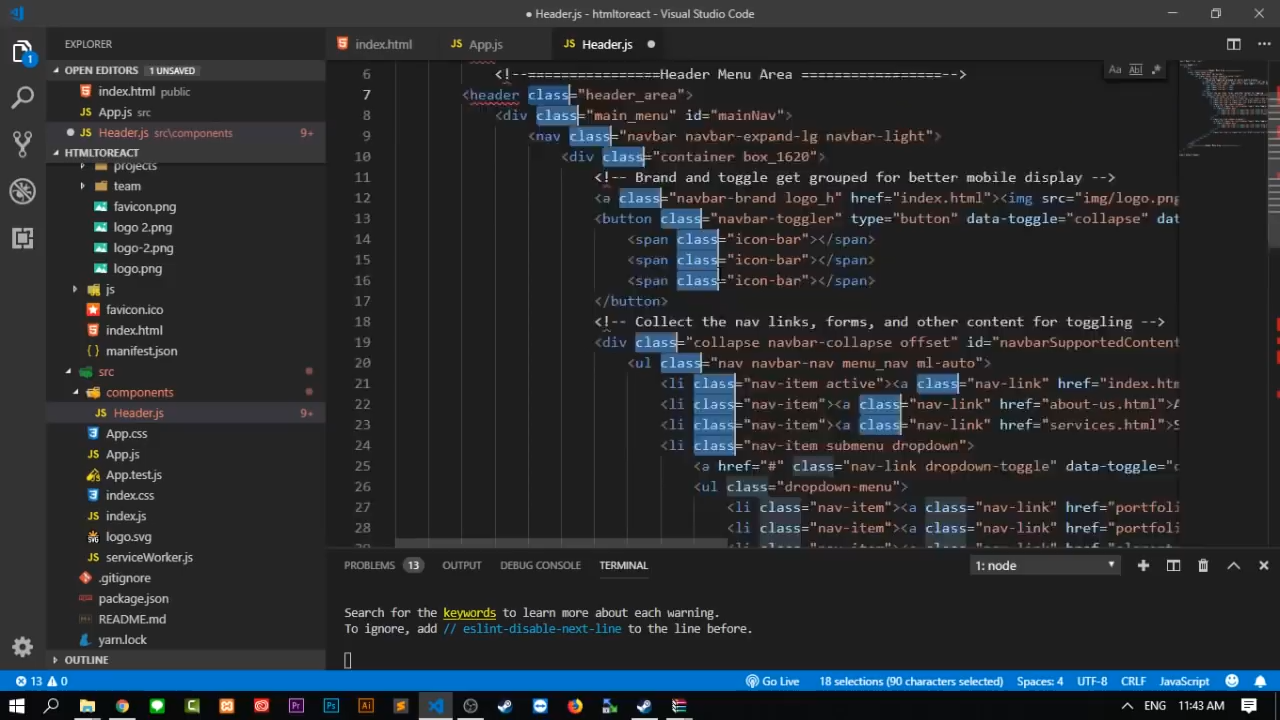 ● Header.js - htmltoreact - Visual Studio Code
EXPLORER
OPEN EDITORS 1 UNSAVED
index.html public
App.js src
Header.js src\components 9+
HTMLTOREACT
projects
team
favicon.png
logo 2.png
logo-2.png
logo.png
js
favicon.ico
index.html
manifest.json
src
components
Header.js 9+
App.css
App.js
App.test.js
index.css
index.js
logo.svg
serviceWorker.js
.gitignore
package.json
README.md
yarn.lock
OUTLINE
index.html App.js Header.js ●
6 <!--================Header Menu Area =================-->
7 <header class="header_area">
8 <div class="main_menu" id="mainNav">
9 <nav class="navbar navbar-expand-lg navbar-light">
10 <div class="container box_1620">
11 <!-- Brand and toggle get grouped for better mobile display -->
12 <a class="navbar-brand logo_h" href="index.html"><img src="img/logo.png
13 <button class="navbar-toggler" type="button" data-toggle="collapse" dat
14 <span class="icon-bar"></span>
15 <span class="icon-bar"></span>
16 <span class="icon-bar"></span>
17 </button>
18 <!-- Collect the nav links, forms, and other content for toggling -->
19 <div class="collapse navbar-collapse offset" id="navbarSupportedContent
20 <ul class="nav navbar-nav menu_nav ml-auto">
21 <li class="nav-item active"><a class="nav-link" href="index.htm
22 <li class="nav-item"><a class="nav-link" href="about-us.html">A
23 <li class="nav-item"><a class="nav-link" href="services.html">S
24 <li class="nav-item submenu dropdown">
25 <a href="#" class="nav-link dropdown-toggle" data-toggle="d
26 <ul class="dropdown-menu">
27 <li class="nav-item"><a class="nav-link" href="portfoli
28 <li class="nav-item"><a class="nav-link" href="portfoli
PROBLEMS 13 OUTPUT DEBUG CONSOLE TERMINAL 1: node
Search for the keywords to learn more about each warning.
To ignore, add // eslint-disable-next-line to the line before.
13 0 Go Live 18 selections (90 characters selected) Spaces: 4 UTF-8 CRLF JavaScript
ENG 11:43 AM